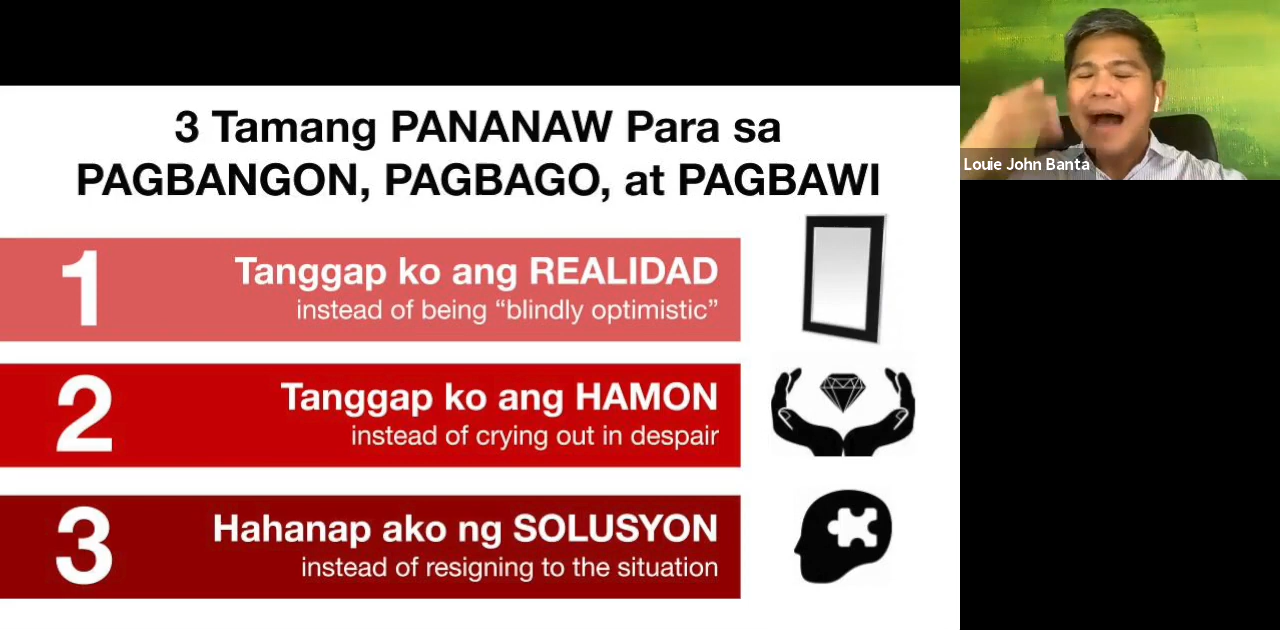 3 Tamang PANANAW Para sa
PAGBANGON, PAGBAGO, at PAGBAWI
1
Tanggap ko ang REALIDAD
instead of being “blindly optimistic”
2
Tanggap ko ang HAMON
instead of crying out in despair
3
Hahanap ako ng SOLUSYON
instead of resigning to the situation
Louie John Banta